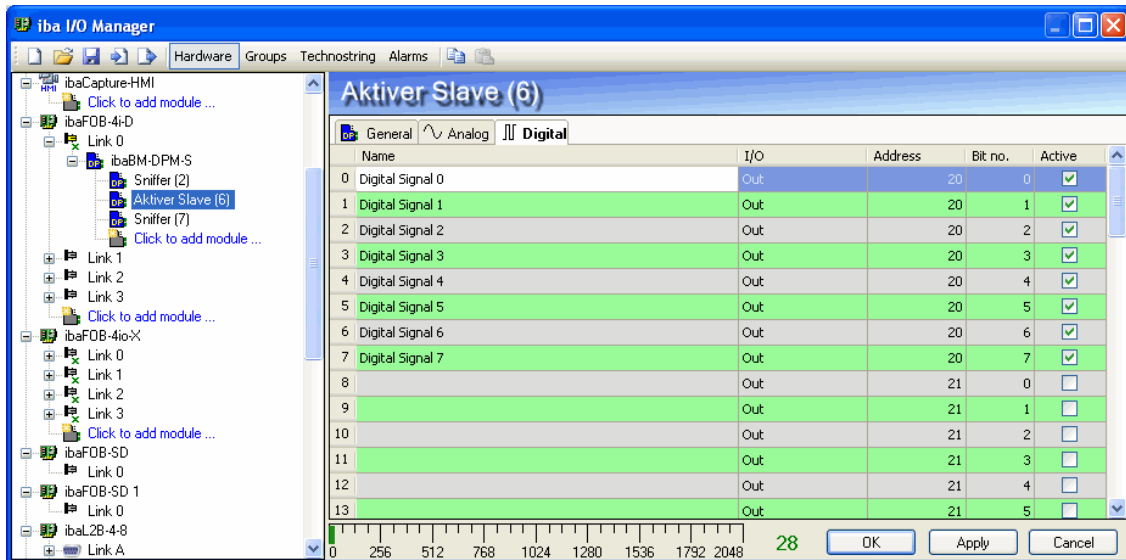 iba I/O Manager
Hardware Groups Technostring Alarms
ibaCapture-HMI
Click to add module ...
ibaFOB-4i-D
Link 0
ibaBM-DPM-S
Sniffer (2)
Aktiver Slave (6)
Sniffer (7)
Click to add module ...
Link 1
Link 2
Link 3
Click to add module ...
ibaFOB-4io-X
Link 0
Link 1
Link 2
Link 3
Click to add module ...
ibaFOB-SD
Link 0
ibaFOB-SD 1
Link 0
ibaL2B-4-8
Link A
Aktiver Slave (6)
General Analog Digital
Name I/O Address Bit no. Active
0 Digital Signal 0 Out 20 0
1 Digital Signal 1 Out 20 1
2 Digital Signal 2 Out 20 2
3 Digital Signal 3 Out 20 3
4 Digital Signal 4 Out 20 4
5 Digital Signal 5 Out 20 5
6 Digital Signal 6 Out 20 6
7 Digital Signal 7 Out 20 7
8 Out 21 0
9 Out 21 1
10 Out 21 2
11 Out 21 3
12 Out 21 4
13 Out 21 5
0 256 512 768 1024 1280 1536 1792 2048 28 OK Apply Cancel